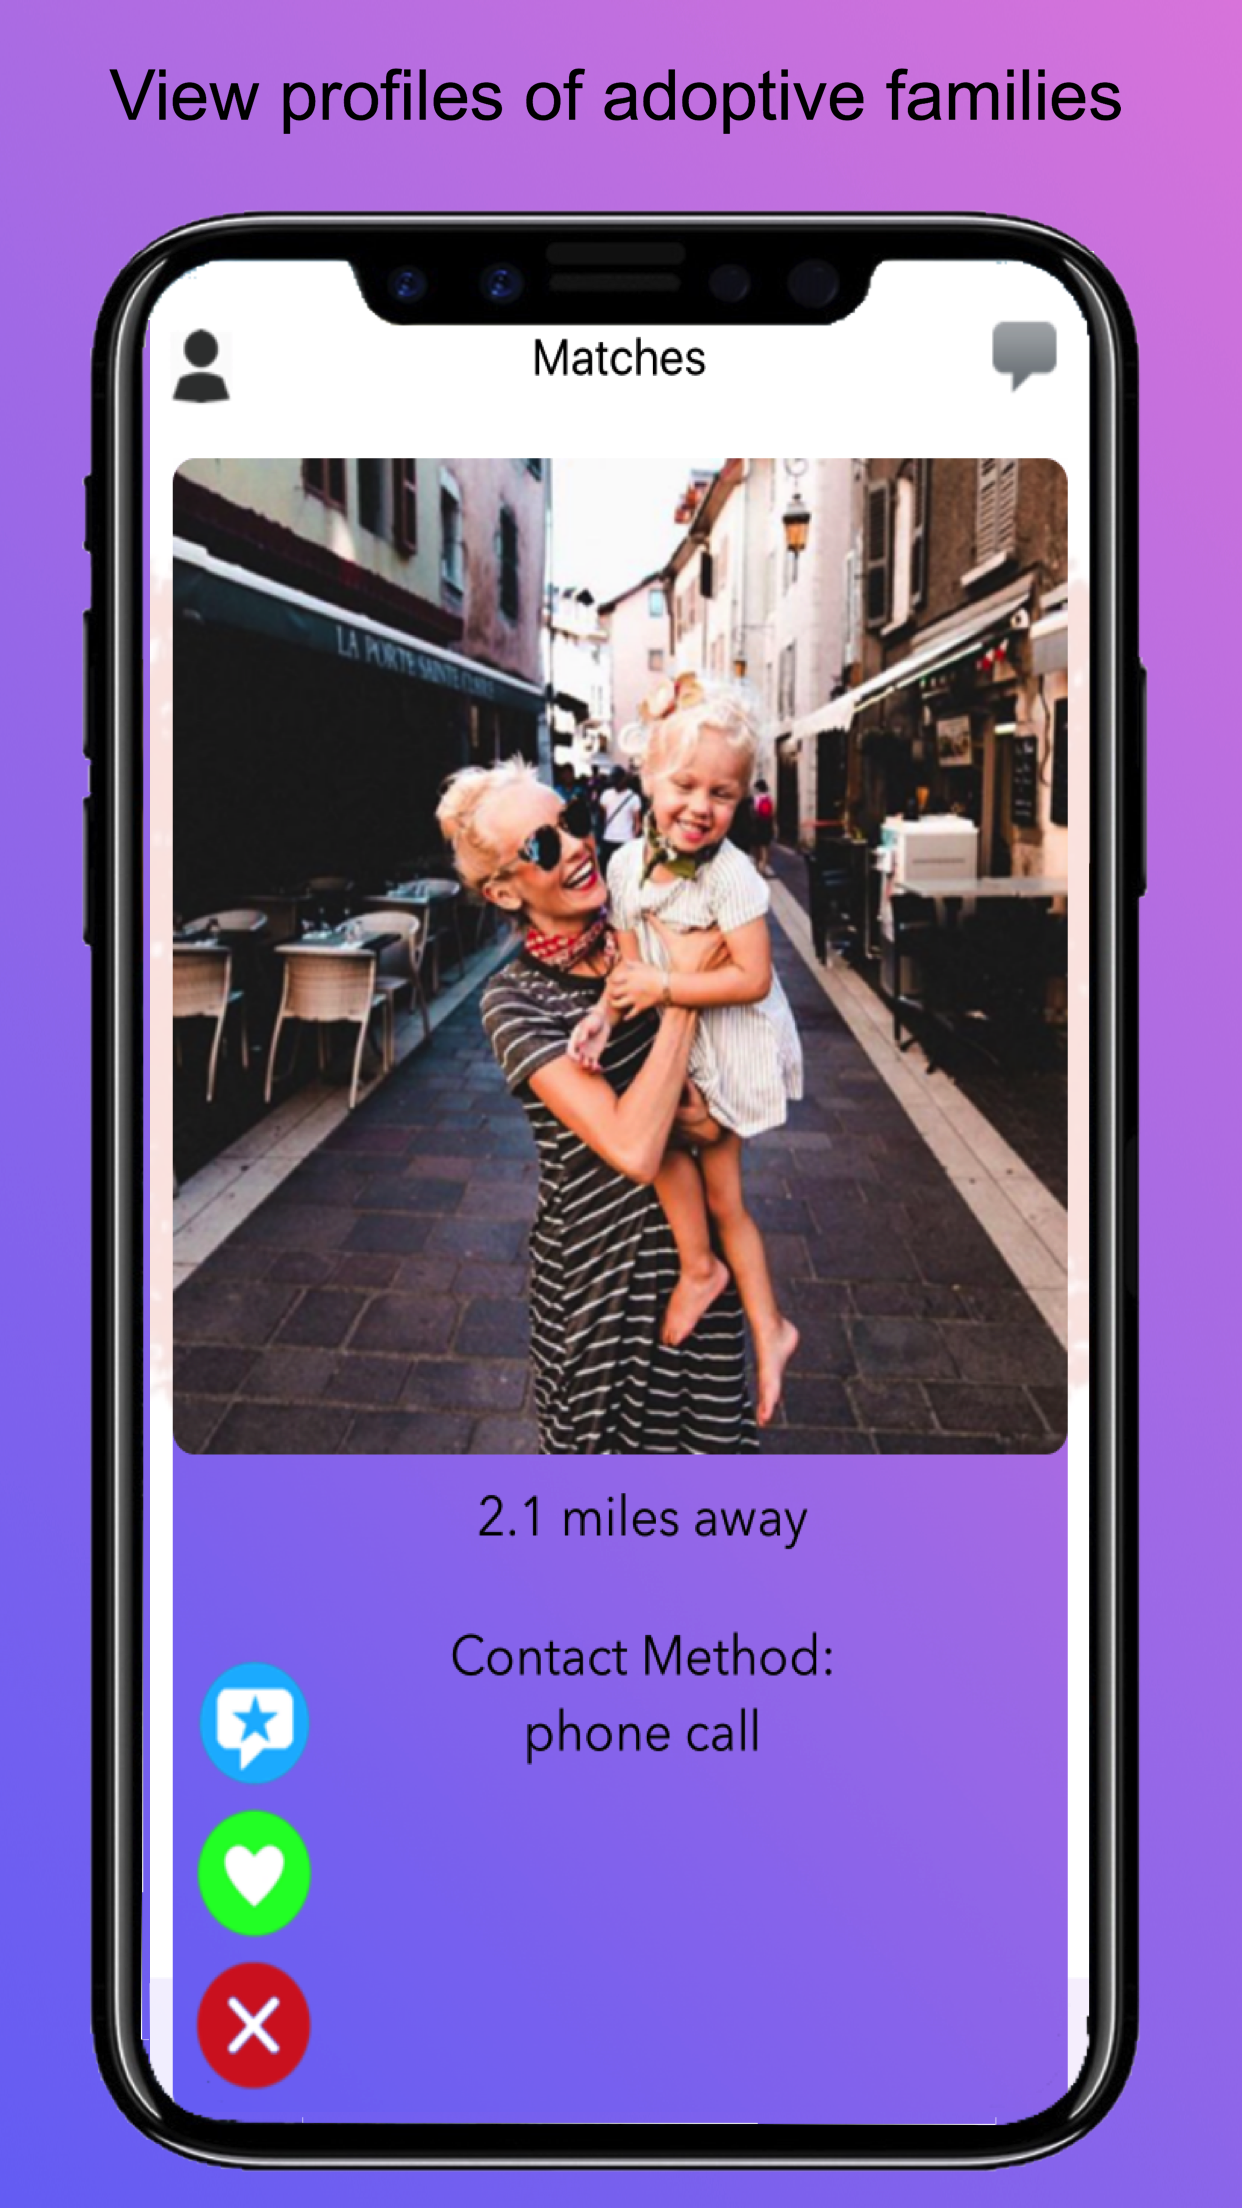 View profiles of adoptive families
Matches
LA PORTE SAINTE CLAIRE
2.1 miles away
Contact Method:
phone call